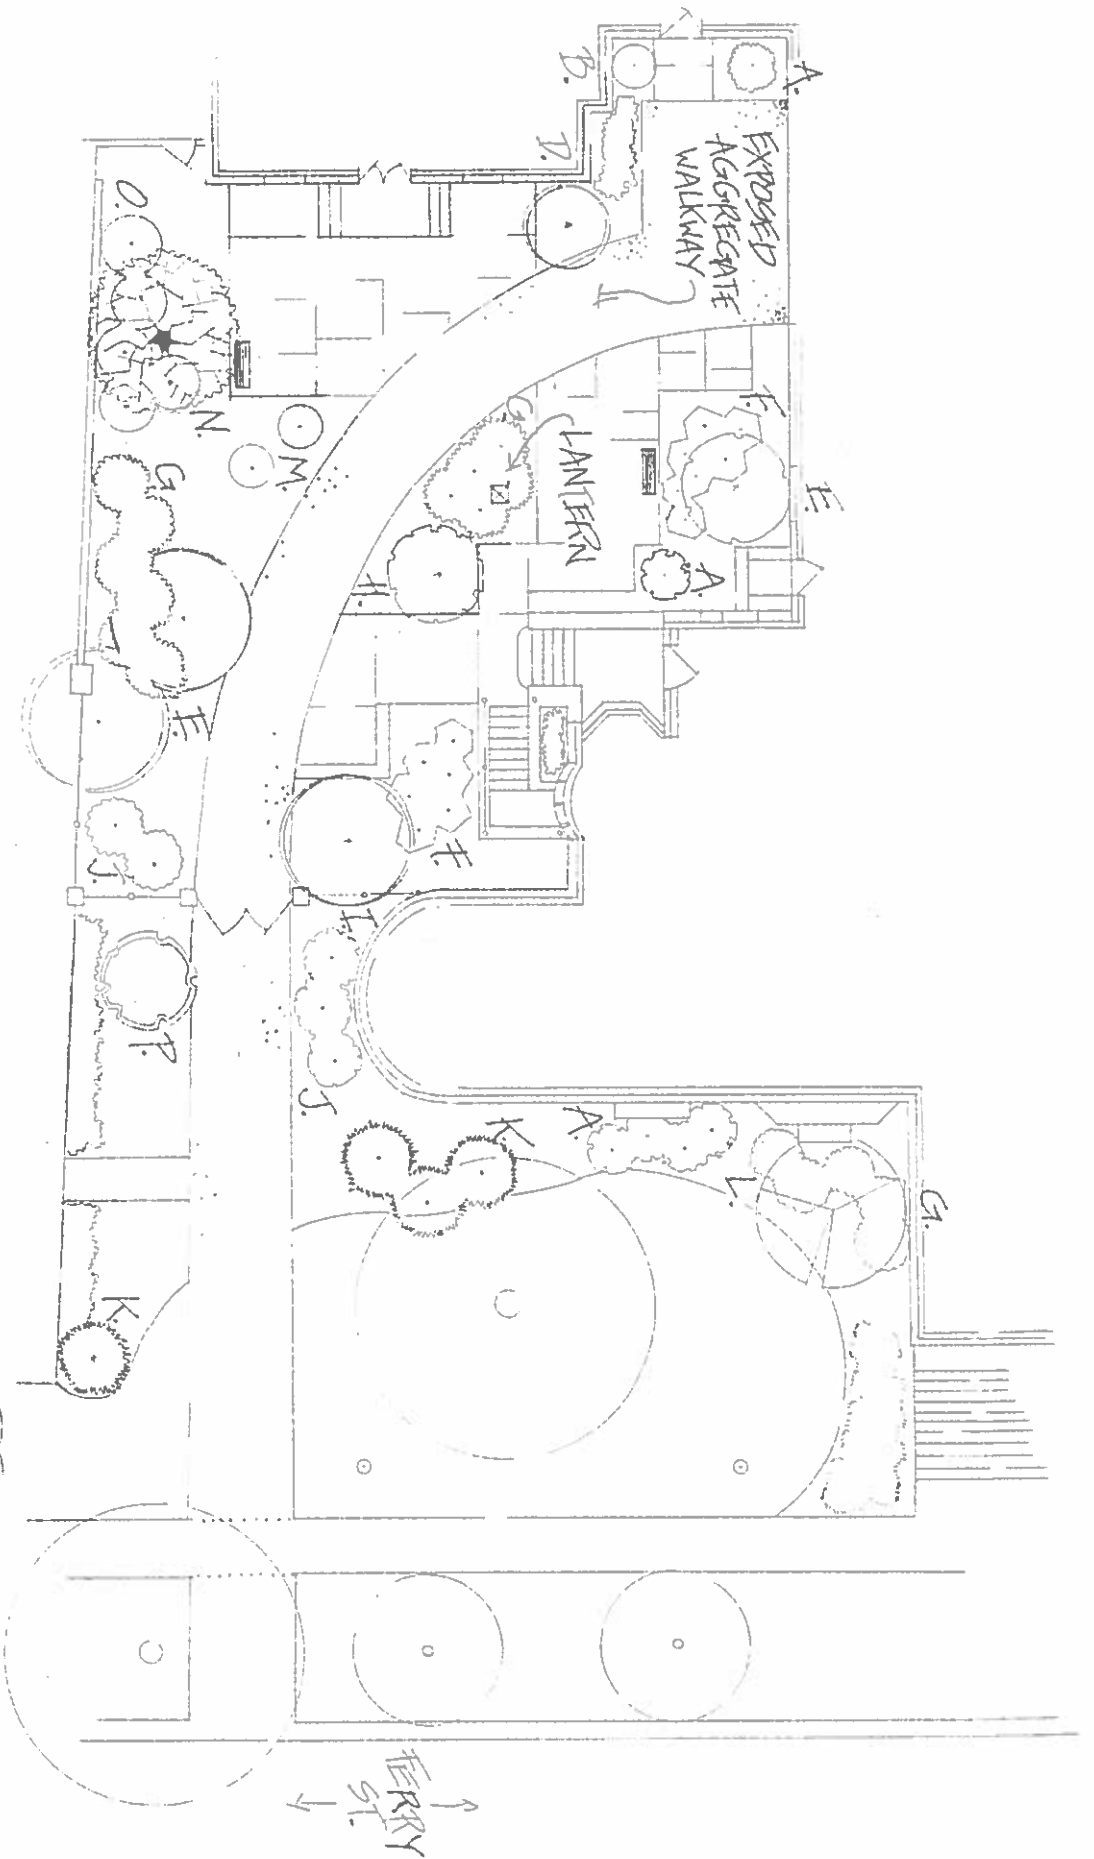 A.
B.
D.
EXPOSED
AGGREGATE
WALKWAY
O.
N.
M.
G
G
LANTERN
F.
E.
A.
H
E.
F.
J.
I.
P.
J.
K
A.
L.
G.
K
FERRY
ST.